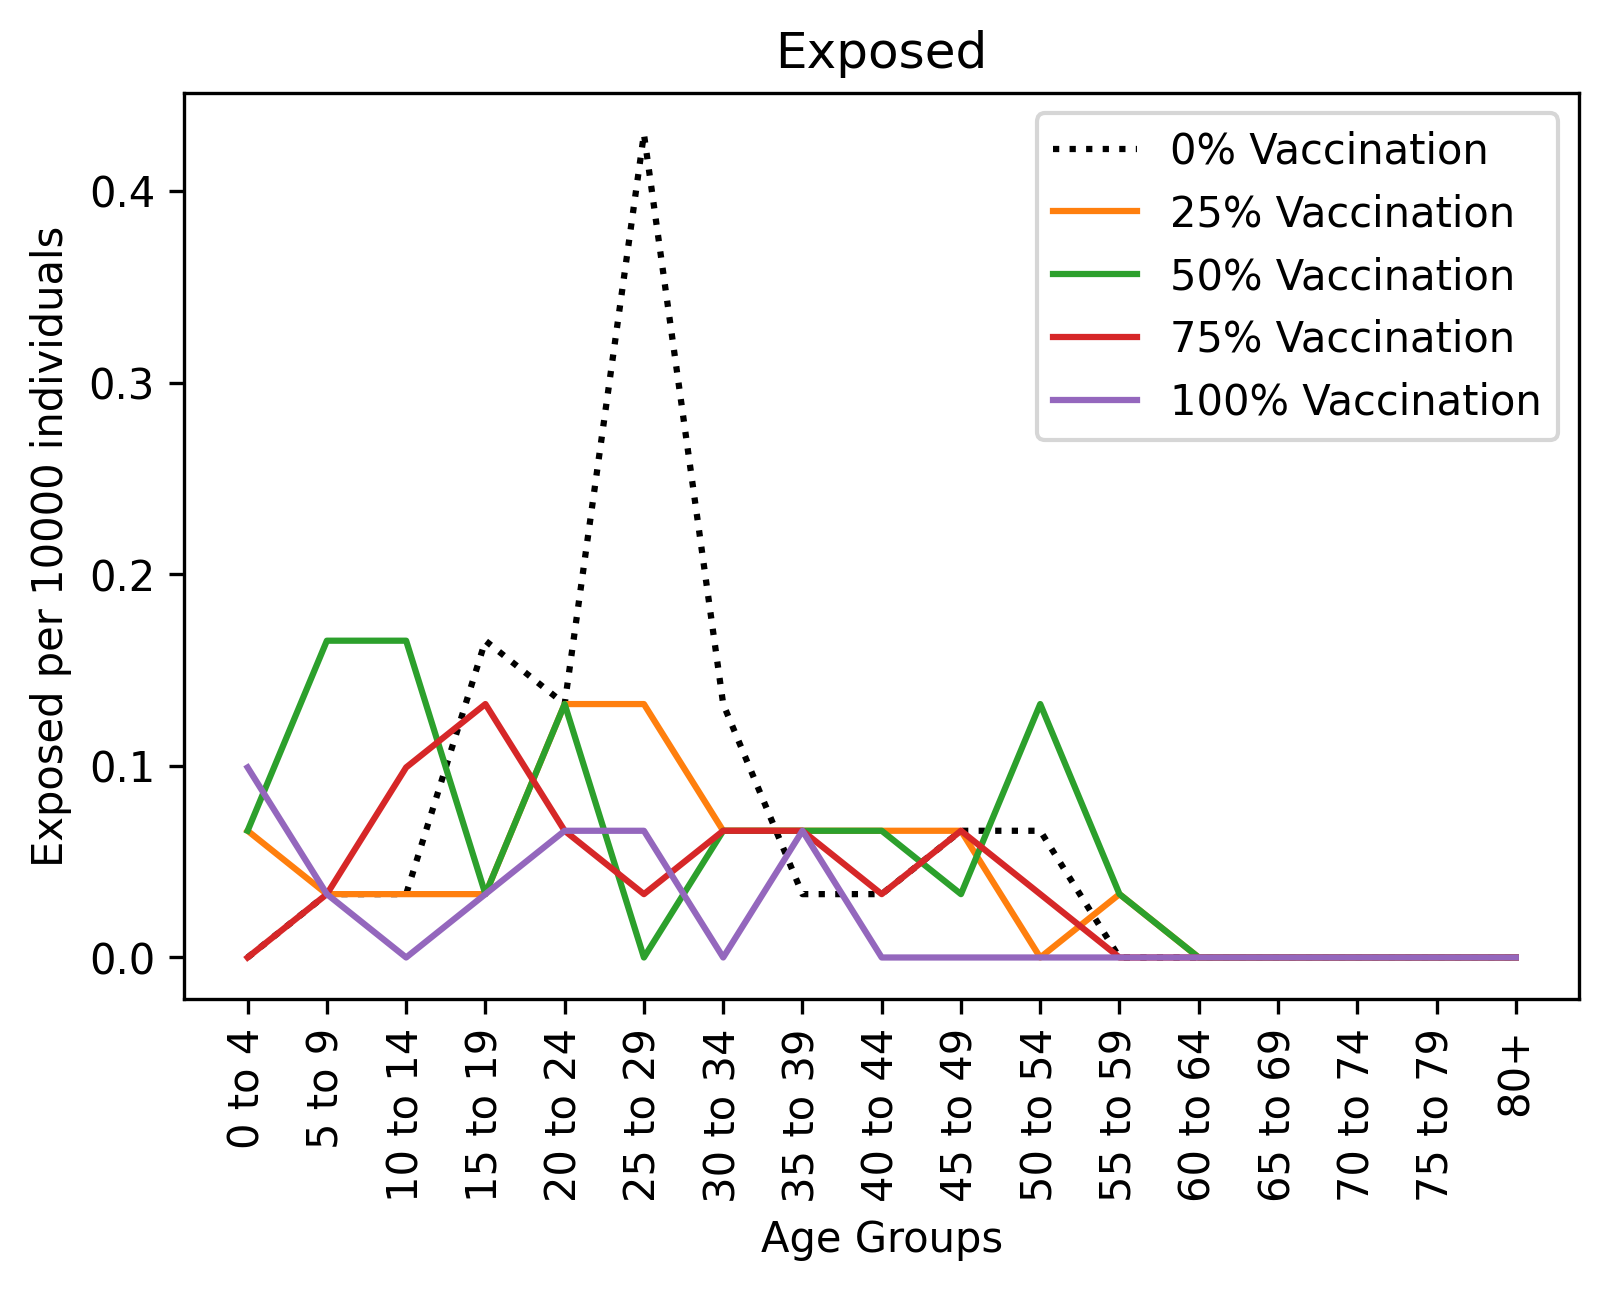 Exposed
Exposed per 10000 individuals
0.4
0.3
0.2
0.1
0.0
0% Vaccination
25% Vaccination
50% Vaccination
75% Vaccination
100% Vaccination
0 to 4
5 to 9
10 to 14
15 to 19
20 to 24
25 to 29
30 to 34
35 to 39
40 to 44
45 to 49
50 to 54
55 to 59
60 to 64
65 to 69
70 to 74
75 to 79
80+
Age Groups